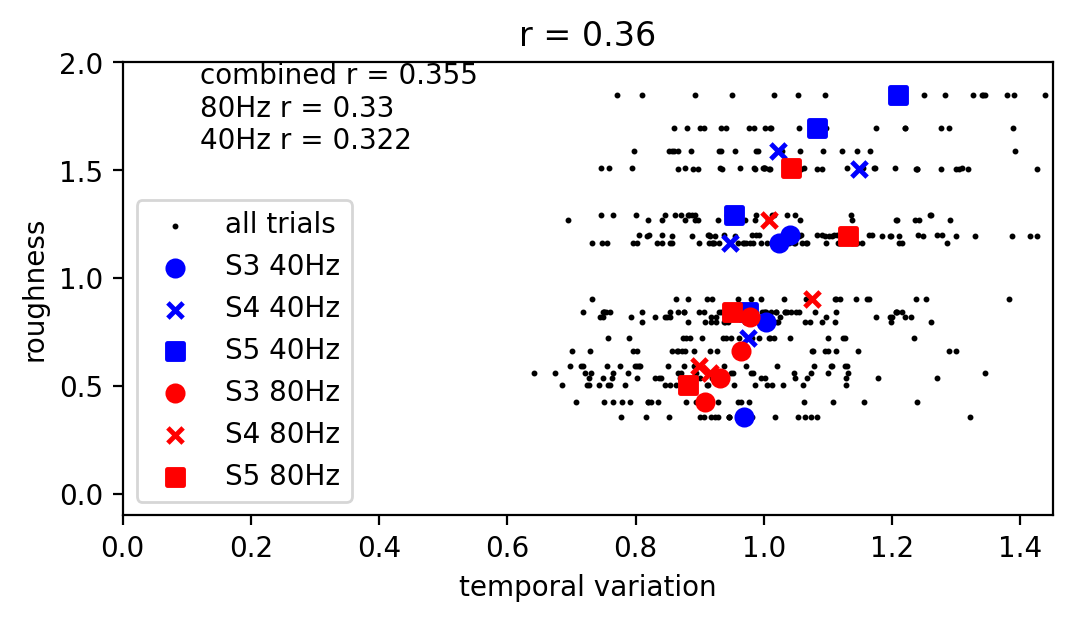 r = 0.36
combined r = 0.355
80Hz r = 0.33
40Hz r = 0.322
all trials
S3 40Hz
S4 40Hz
S5 40Hz
S3 80Hz
S4 80Hz
S5 80Hz
roughness
2.0
1.5
1.0
0.5
0.0
0.0 0.2 0.4 0.6 0.8 1.0 1.2 1.4
temporal variation